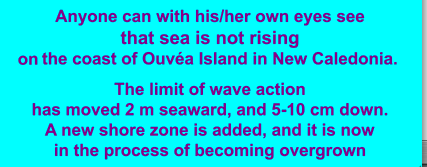 Anyone can with his/her own eyes see
that sea is not rising
on the coast of Ouvéa Island in New Caledonia.
The limit of wave action
has moved 2 m seaward, and 5-10 cm down.
A new shore zone is added, and it is now
in the process of becoming overgrown